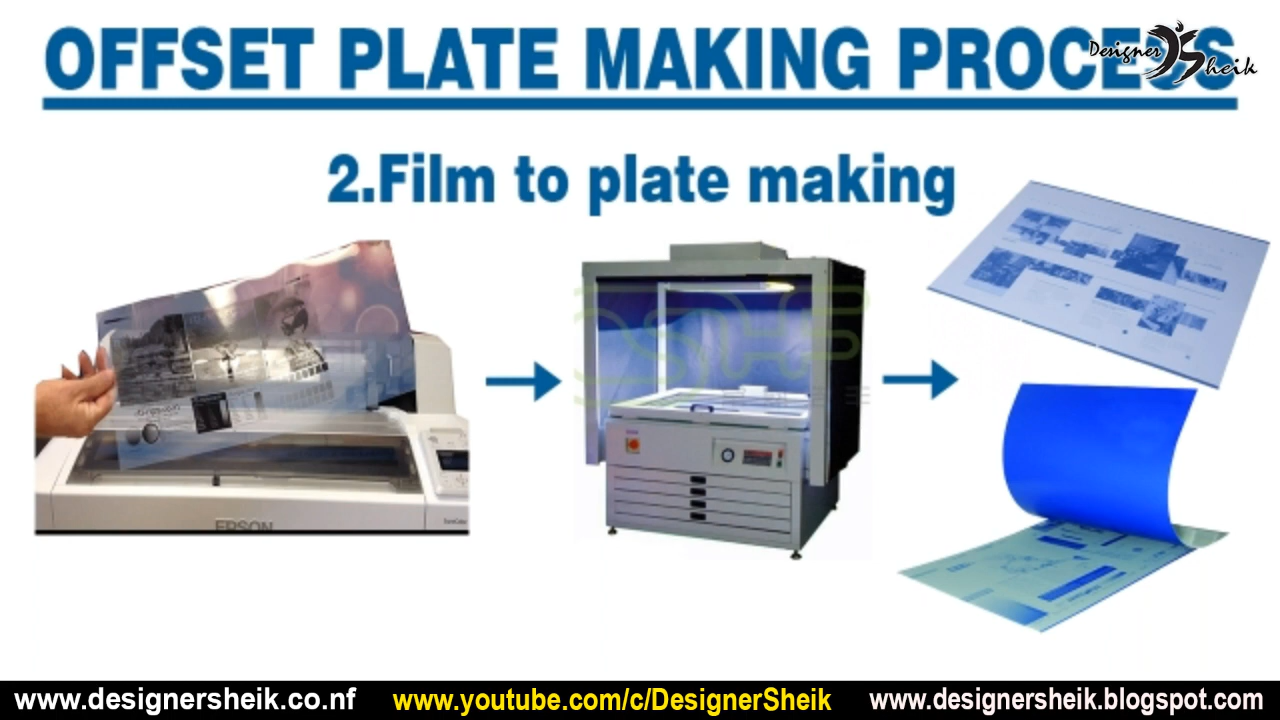 OFFSET PLATE MAKING PROCESS
Designer Sheik
2.Film to plate making
EPSON
www.designersheik.co.nf
www.youtube.com/c/DesignerSheik
www.designersheik.blogspot.com